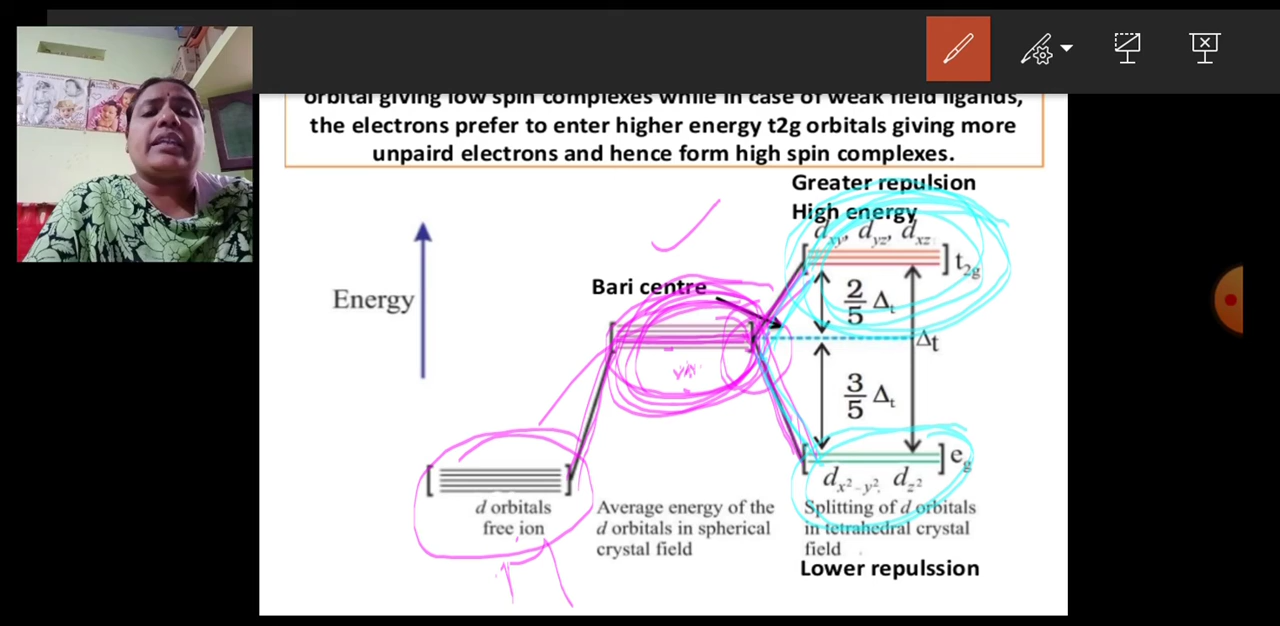 orbital giving low spin complexes while in case of weak field ligands,
the electrons prefer to enter higher energy t2g orbitals giving more
unpaird electrons and hence form high spin complexes.
Greater repulsion
High energy
dxy, dyz, dxz
] t2g
Bari centre
Energy
2/5 Δt
Δt
3/5 Δt
] eg
dx²-y², dz²
d orbitals
free ion
Average energy of the
d orbitals in spherical
crystal field
Splitting of d orbitals
in tetrahedral crystal
field
Lower repulssion